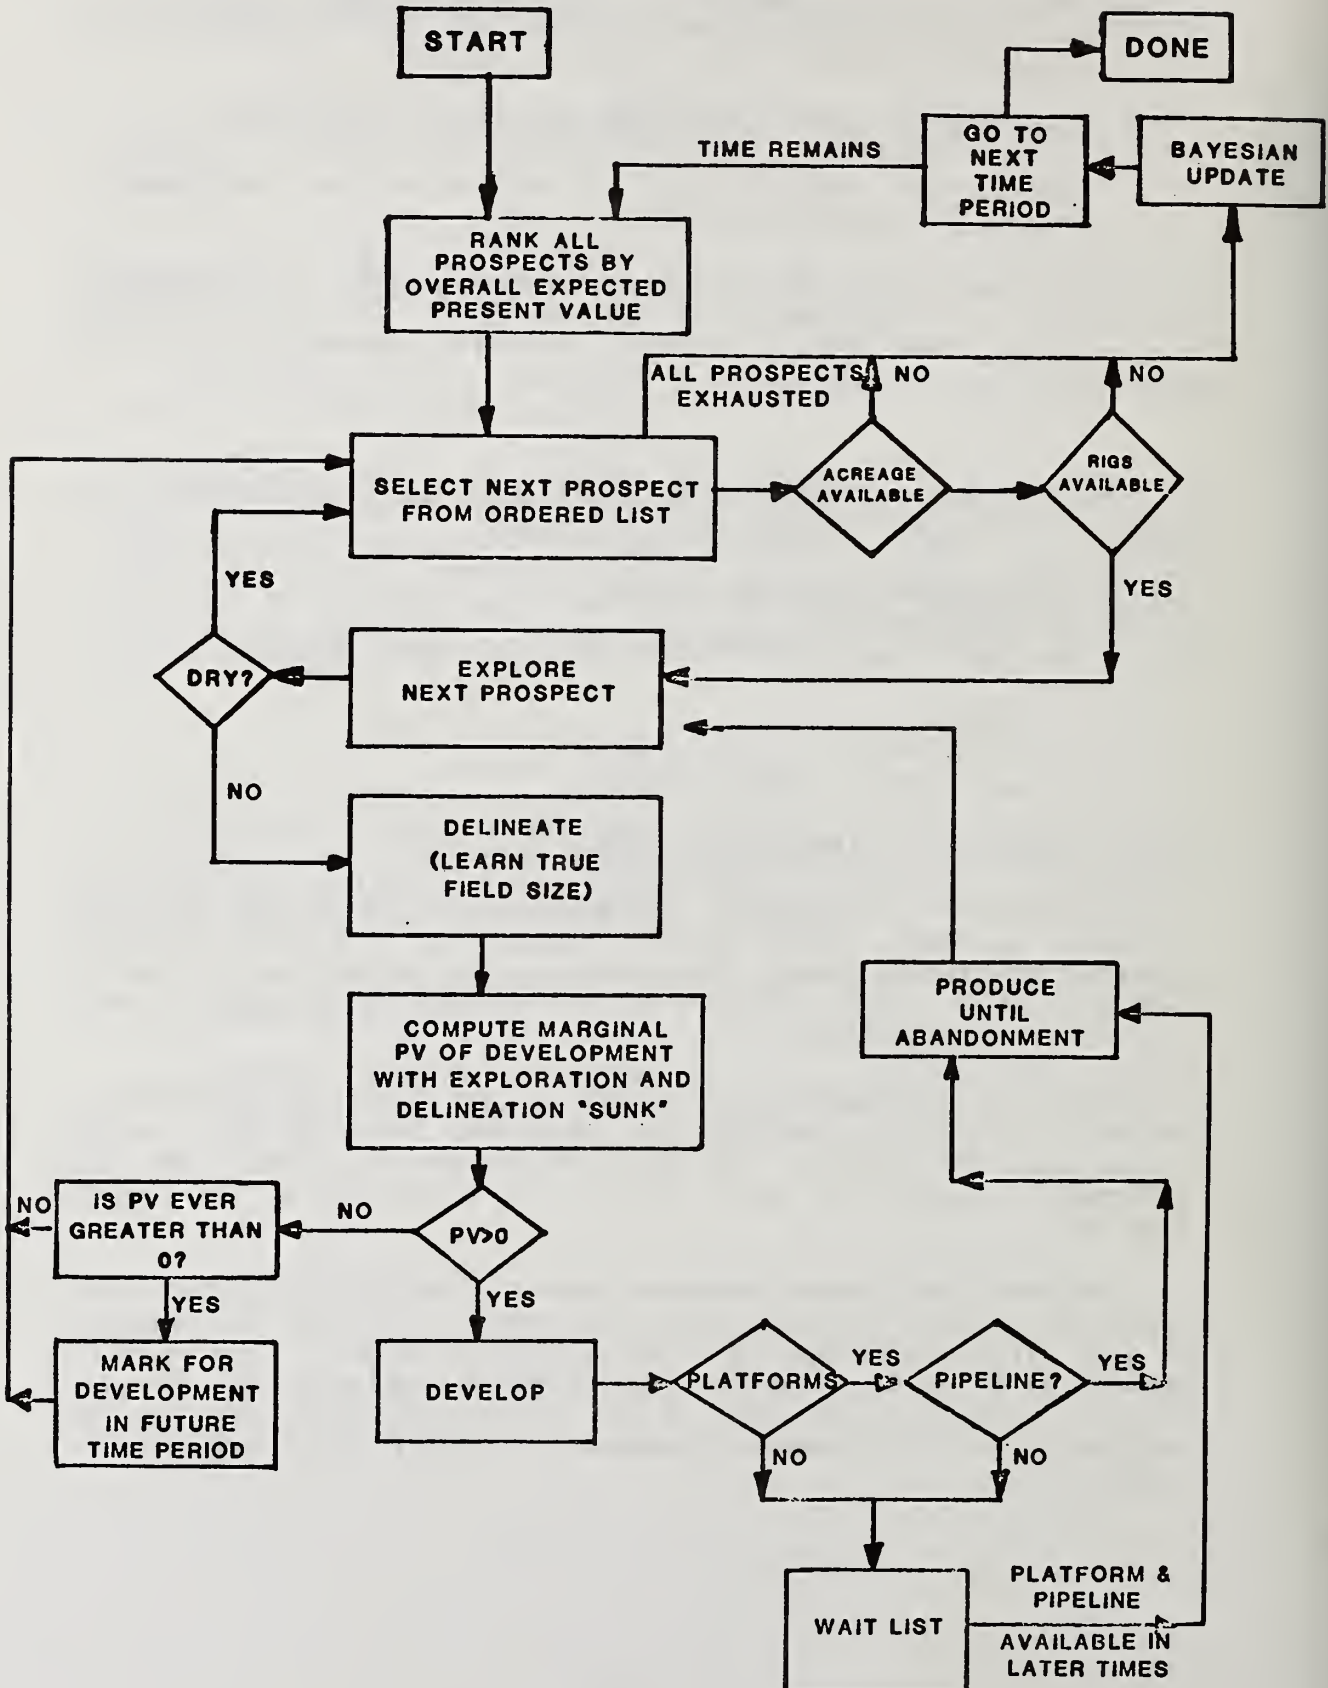 START
DONE
GO TO
NEXT
TIME
PERIOD
BAYESIAN
UPDATE
TIME REMAINS
RANK ALL
PROSPECTS BY
OVERALL EXPECTED
PRESENT VALUE
ALL PROSPECTS
EXHAUSTED
NO
NO
SELECT NEXT PROSPECT
FROM ORDERED LIST
ACREAGE
AVAILABLE
RIGS
AVAILABLE
YES
YES
DRY?
EXPLORE
NEXT PROSPECT
NO
DELINEATE
(LEARN TRUE
FIELD SIZE)
PRODUCE
UNTIL
ABANDONMENT
COMPUTE MARGINAL
PV OF DEVELOPMENT
WITH EXPLORATION AND
DELINEATION "SUNK"
NO
IS PV EVER
GREATER THAN
0?
NO
PV>0
YES
YES
MARK FOR
DEVELOPMENT
IN FUTURE
TIME PERIOD
DEVELOP
PLATFORMS
YES
PIPELINE?
YES
NO
NO
WAIT LIST
PLATFORM &
PIPELINE
AVAILABLE IN
LATER TIMES